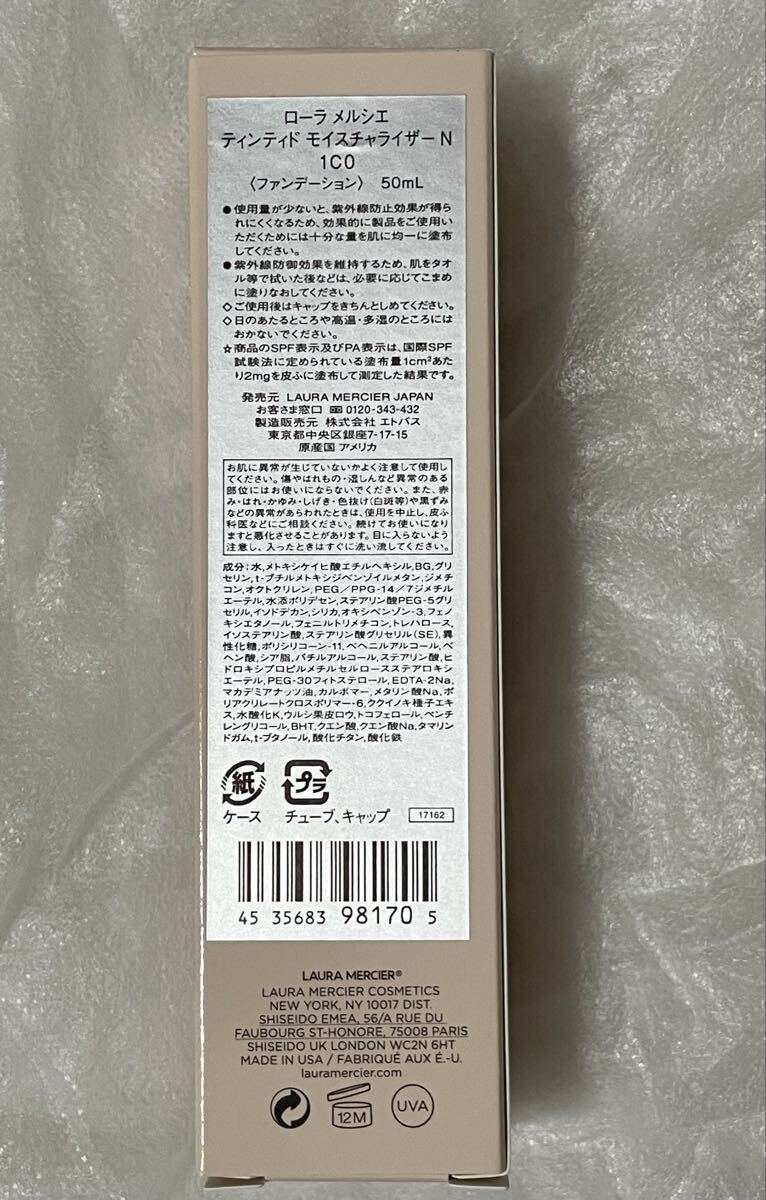 ローラ メルシエ
ティンティド モイスチャライザー N
1C0
〈ファンデーション〉 50mL
●使用量が少ないと、紫外線防止効果が得ら
れにくくなるため、効果的に製品をご使用い
ただくためには十分な量を肌に均一に塗布
してください。
●紫外線防御効果を維持するため、肌をタオ
ル等で拭いた後などは、必要に応じてこまめ
に塗りなおしてください。
◇ご使用後はキャップをきちんとしめてください。
◇日のあたるところや高温・多湿のところには
おかないでください。
☆商品のSPF表示及びPA表示は、国際SPF
試験法に定められている塗布量1cm²あた
り2mgを皮ふに塗布して測定した結果です。
発売元 LAURA MERCIER JAPAN
お客さま窓口 0120-343-432
製造販売元 株式会社 エトバス
東京都中央区銀座7-17-15
原産国 アメリカ
お肌に異常が生じていないかよく注意して使用し
てください。傷やはれもの・湿しんなど異常のある
部位にはお使いにならないでください。また、赤
み・はれ・かゆみ・しげき・色抜け(白斑等)や黒ずみ
などの異常があらわれたときは、使用を中止し、皮ふ
科医などにご相談ください。続けてお使いになりま
すと悪化することがあります。目に入らないよう
注意し、入ったときはすぐに洗い流してください。
成分:水,メトキシケイヒ酸エチルヘキシル,BG,グリ
セリン,t-ブチルメトキシジベンゾイルメタン,ジメチ
コン,オクトクリレン,PEG/PPG-14/7ジメチル
エーテル,水添ポリデセン,ステアリン酸PEG-5グリ
セリル,イソドデカン,シリカ,オキシベンゾン-3,フェノ
キシエタノール,フェニルトリメチコン,トレハロース,
イソステアリン酸,ステアリン酸グリセリル(SE),異
性化糖,ポリシリコーン-11,ベヘニルアルコール,ベ
ヘン酸,シア脂,バチルアルコール,ステアリン酸,ヒ
ドロキシプロピルメチルセルロースステアロキシ
エーテル,PEG-30フィトステロール,EDTA-2Na,
マカデミアナッツ油,カルボマー,メタリン酸Na,ポ
リアクリレートクロスポリマー-6,ククイノキ種子エキ
ス,水酸化K,ウルシ果皮ロウ,トコフェロール,ペンチ
レングリコール,BHT,クエン酸,クエン酸Na,タマリン
ドガム,t-ブタノール,酸化チタン,酸化鉄
紙 プラ
ケース チューブ、キャップ 17162
45 35683 98170 5
LAURA MERCIER®
LAURA MERCIER COSMETICS
NEW YORK, NY 10017 DIST.
SHISEIDO EMEA, 56/A RUE DU
FAUBOURG ST-HONORE, 75008 PARIS
SHISEIDO UK LONDON WC2N 6HT
MADE IN USA / FABRIQUÉ AUX É.-U.
lauramercier.com
12M UVA